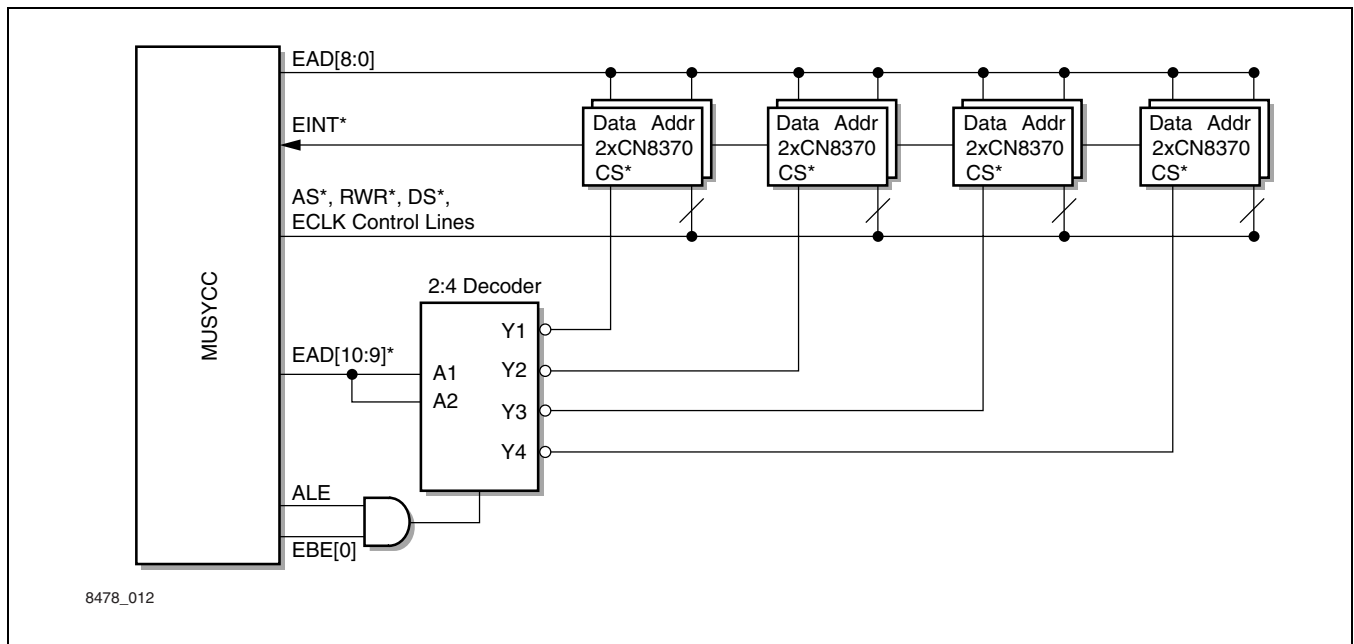 EAD[8:0]
EINT*
Data Addr
2xCN8370
CS*
Data Addr
2xCN8370
CS*
Data Addr
2xCN8370
CS*
Data Addr
2xCN8370
CS*
AS*, RWR*, DS*,
ECLK Control Lines
MUSYCC
2:4 Decoder
Y1
EAD[10:9]*
A1
Y2
A2
Y3
Y4
ALE
EBE[0]
8478_012